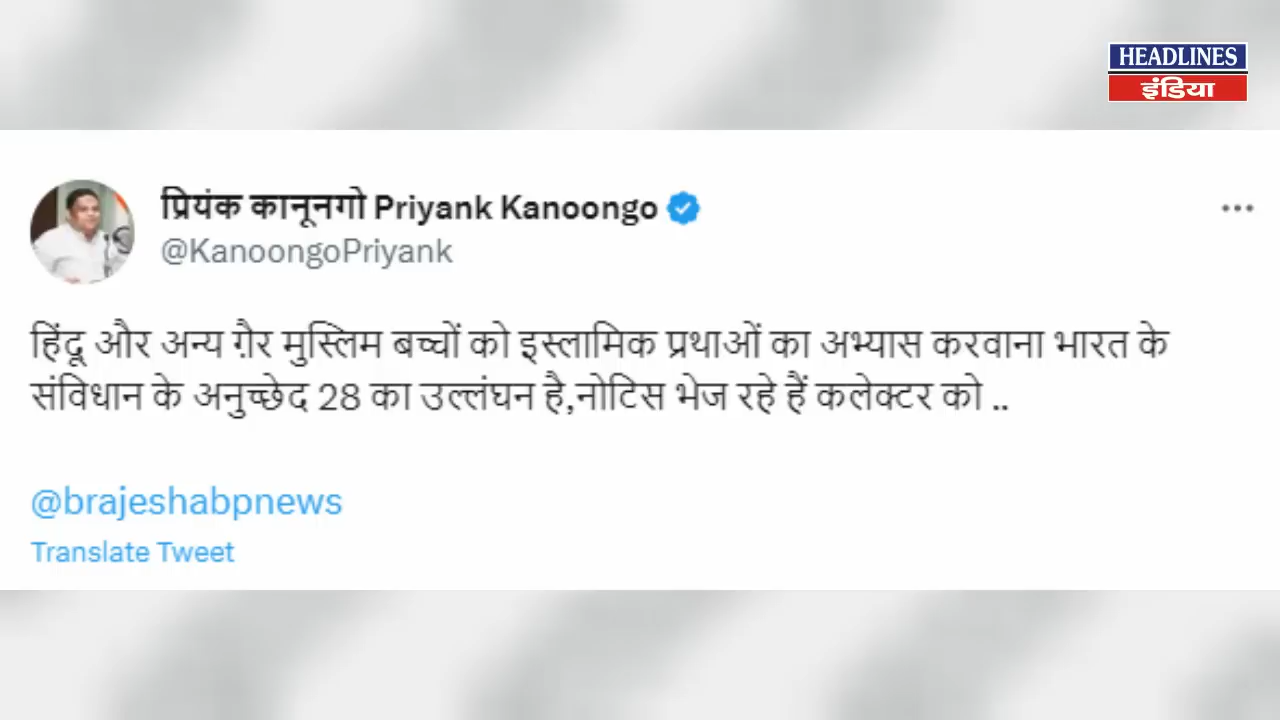 HEADLINES
इंडिया
प्रियंक कानूनगो Priyank Kanoongo
@KanoongoPriyank
हिंदू और अन्य ग़ैर मुस्लिम बच्चों को इस्लामिक प्रथाओं का अभ्यास करवाना भारत के
संविधान के अनुच्छेद 28 का उल्लंघन है,नोटिस भेज रहे हैं कलेक्टर को ..
@brajeshabpnews
Translate Tweet